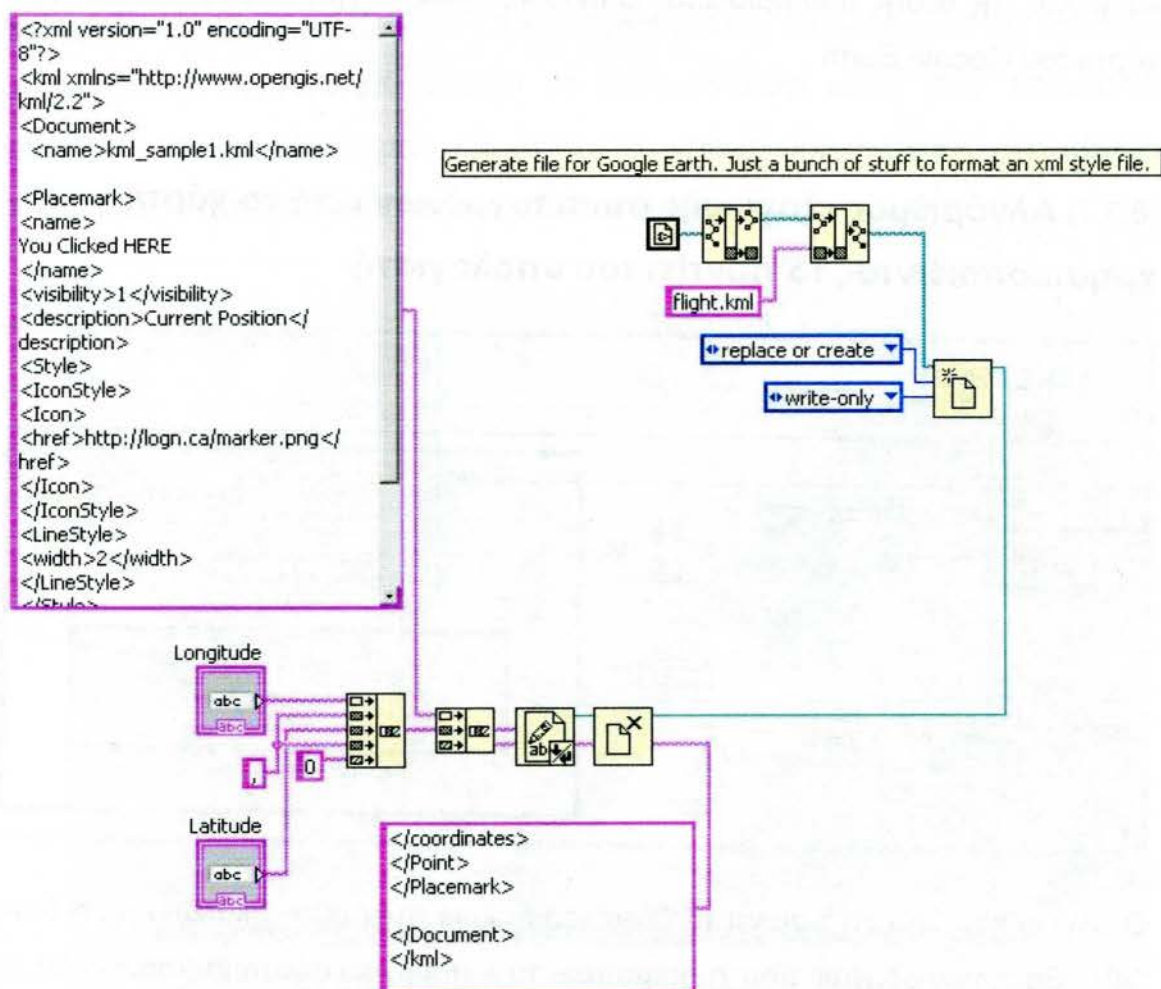 <?xml version="1.0" encoding="UTF-
8"?>
<kml xmlns="http://www.opengis.net/
kml/2.2">
<Document>
<name>kml_sample1.kml</name>
<Placemark>
<name>
You Clicked HERE
</name>
<visibility>1</visibility>
<description>Current Position</
description>
<Style>
<IconStyle>
<Icon>
<href>http://logn.ca/marker.png</
href>
</Icon>
</IconStyle>
<LineStyle>
<width>2</width>
</LineStyle>
</Style>
Generate file for Google Earth. Just a bunch of stuff to format an xml style file.
flight.kml
replace or create
write-only
Longitude
abc
abc
,
0
ab
Latitude
abc
abc
</coordinates>
</Point>
</Placemark>
</Document>
</kml>